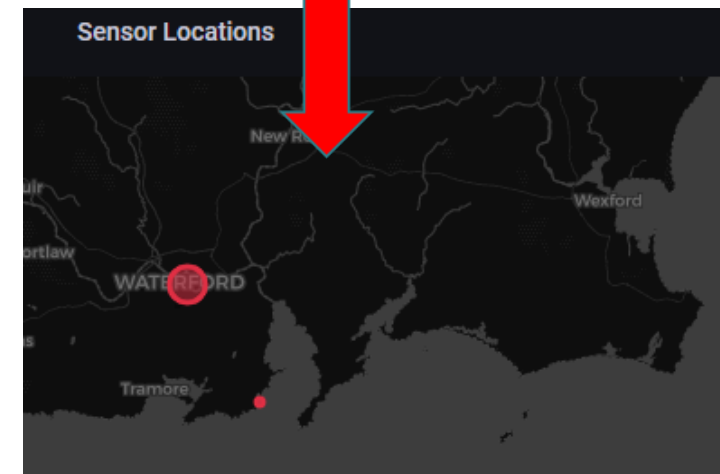 Sensor Locations
New R
uir
Wexford
ortlaw
WATERFORD
s
Tramore